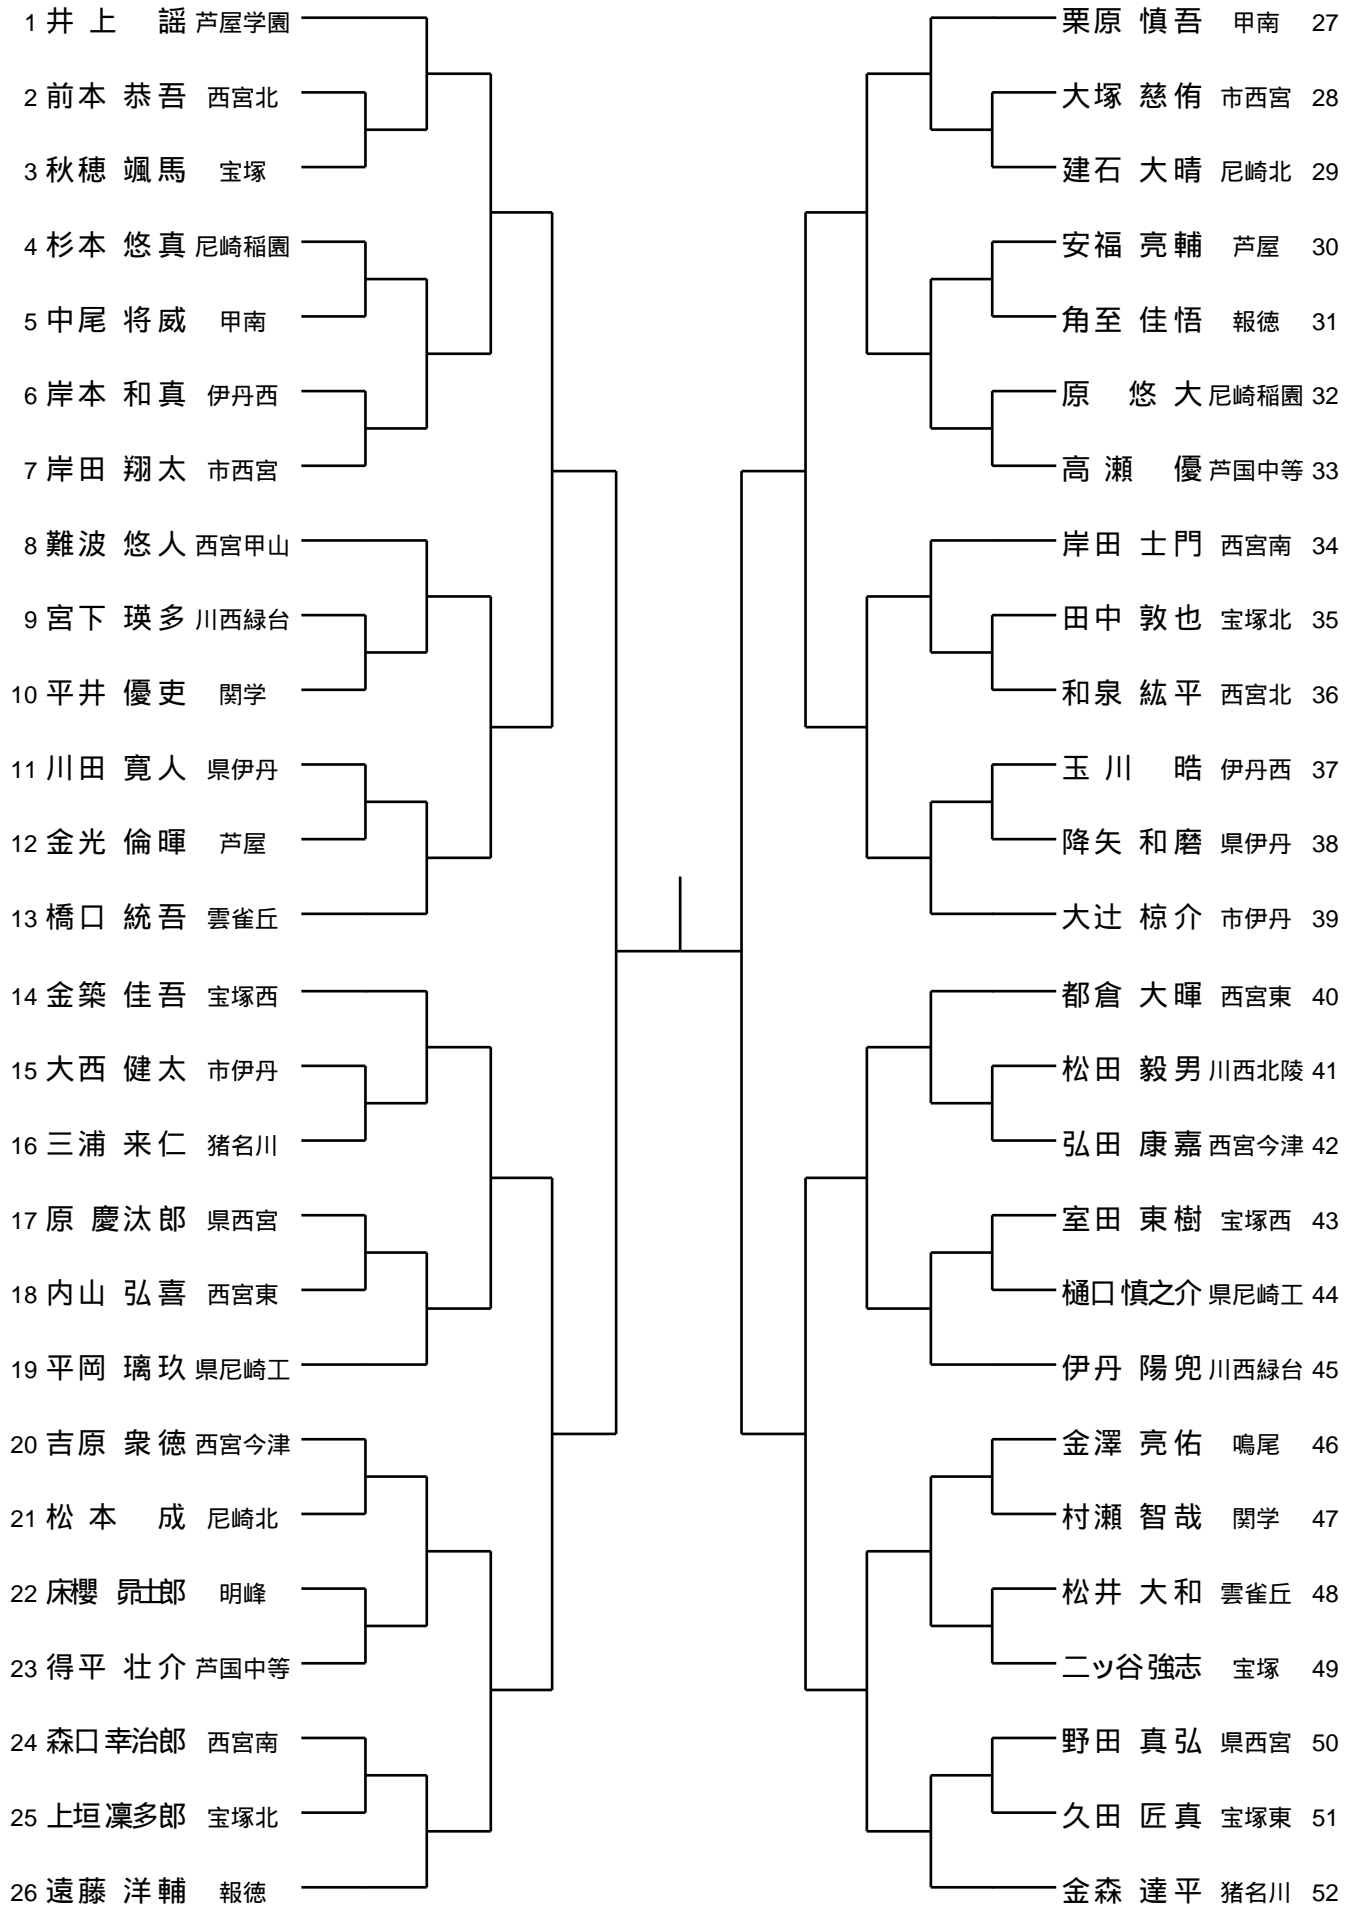 1 井上 謡 芦屋学園
2 前本 恭吾 西宮北
3 秋穂 颯馬 宝塚
4 杉本 悠真 尼崎稲園
5 中尾 将威 甲南
6 岸本 和真 伊丹西
7 岸田 翔太 市西宮
8 難波 悠人 西宮甲山
9 宮下 瑛多 川西緑台
10 平井 優吏 関学
11 川田 寛人 県伊丹
12 金光 倫暉 芦屋
13 橋口 統吾 雲雀丘
14 金築 佳吾 宝塚西
15 大西 健太 市伊丹
16 三浦 来仁 猪名川
17 原 慶汰郎 県西宮
18 内山 弘喜 西宮東
19 平岡 璃玖 県尼崎工
20 吉原 衆徳 西宮今津
21 松本 成 尼崎北
22 床櫻 昴士郎 明峰
23 得平 壮介 芦国中等
24 森口 幸治郎 西宮南
25 上垣 凜多郎 宝塚北
26 遠藤 洋輔 報徳
栗原 慎吾 甲南 27
大塚 慈侑 市西宮 28
建石 大晴 尼崎北 29
安福 亮輔 芦屋 30
角至 佳悟 報徳 31
原 悠大 尼崎稲園 32
高瀬 優 芦国中等 33
岸田 士門 西宮南 34
田中 敦也 宝塚北 35
和泉 紘平 西宮北 36
玉川 晧 伊丹西 37
降矢 和磨 県伊丹 38
大辻 椋介 市伊丹 39
都倉 大暉 西宮東 40
松田 毅男 川西北陵 41
弘田 康嘉 西宮今津 42
室田 東樹 宝塚西 43
樋口 慎之介 県尼崎工 44
伊丹 陽兜 川西緑台 45
金澤 亮佑 鳴尾 46
村瀬 智哉 関学 47
松井 大和 雲雀丘 48
二ッ谷 強志 宝塚 49
野田 真弘 県西宮 50
久田 匠真 宝塚東 51
金森 達平 猪名川 52